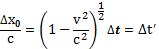 Δx₀/c = (1 − v²/c²)^(1/2) Δt = Δt′